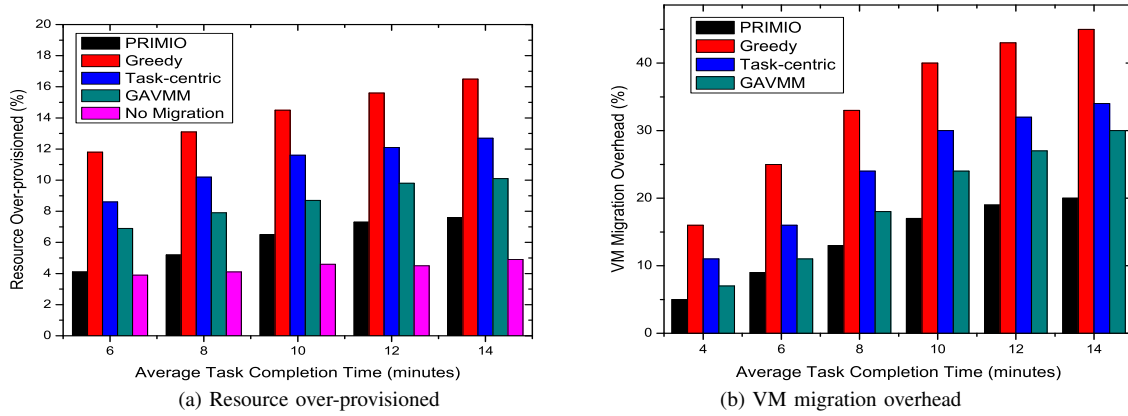 20
18
16
14
12
10
8
6
4
2
0
Resource Over-provisioned (%)
PRIMIO
Greedy
Task-centric
GAVMM
No Migration
6 8 10 12 14
Average Task Completion Time (minutes)
(a) Resource over-provisioned
40
30
20
10
0
VM Migration Overhead (%)
PRIMIO
Greedy
Task-centric
GAVMM
4 6 8 10 12 14
Average Task Completion Time (minutes)
(b) VM migration overhead